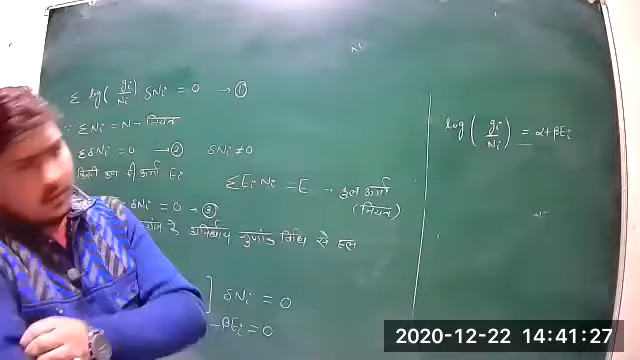 Σ log(gi/Ni) δNi = 0 → ①
∵ ΣNi = N → नियत
ΣδNi = 0 → ② δNi ≠ 0
किसी कण की ऊर्जा Ei
ΣEi Ni = E → कुल ऊर्जा
(नियत)
δNi = 0 → ③
के अनिर्धार्य गुणांक विधि से हल
] δNi = 0
-βEi = 0
log(gi/Ni) = α+βEi
2020-12-22 14:41:27